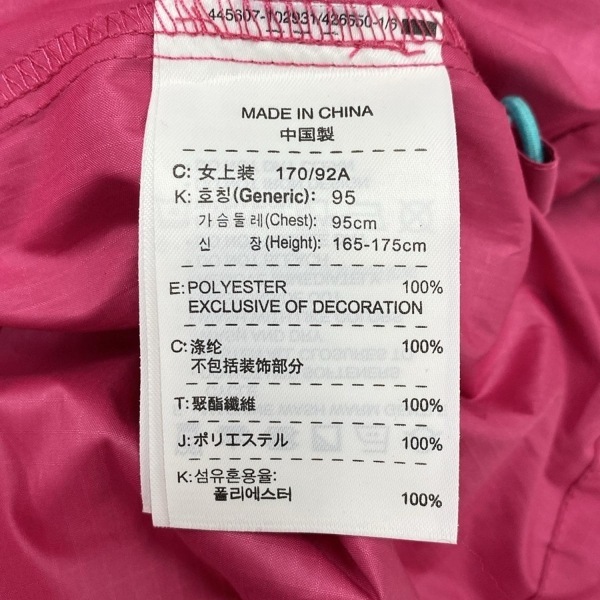 445607-102931/426550-1/6
MADE IN CHINA
中国製
C: 女上装 170/92A
K: 호칭(Generic): 95
가슴둘레(Chest): 95cm
신 장(Height): 165-175cm
E: POLYESTER 100%
EXCLUSIVE OF DECORATION
C: 涤纶 100%
不包括装饰部分
T: 聚酯纖維 100%
J: ポリエステル 100%
K: 섬유혼용율:
폴리에스터 100%